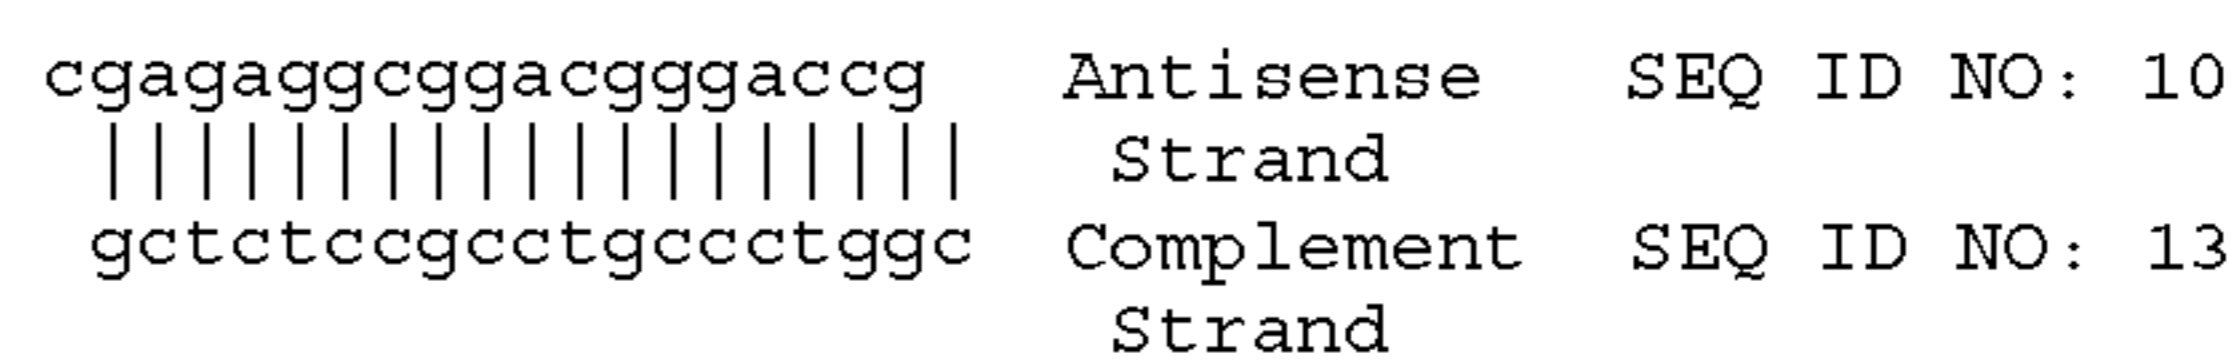 cgagaggcggacgggaccg Antisense SEQ ID NO: 10
||||||||||||||||||| Strand
gctctccgcctgccctggc Complement SEQ ID NO: 13
Strand